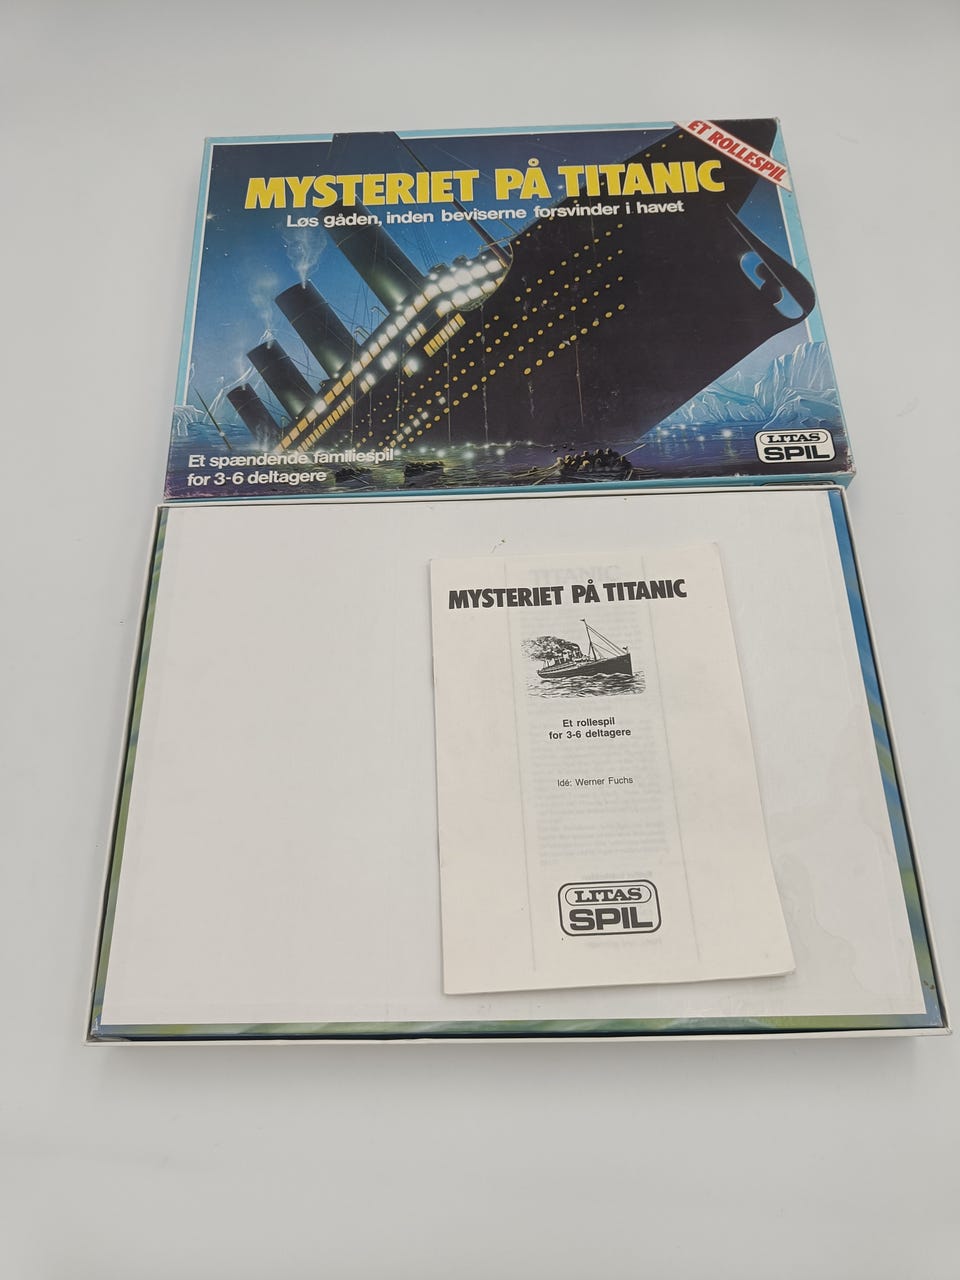 ET ROLLESPIL
MYSTERIET PÅ TITANIC
Løs gåden, inden beviserne forsvinder i havet
LITAS
SPIL
Et spændende familiespil
for 3-6 deltagere
MYSTERIET PÅ TITANIC
Et rollespil
for 3-6 deltagere
Idé: Werner Fuchs
LITAS
SPIL